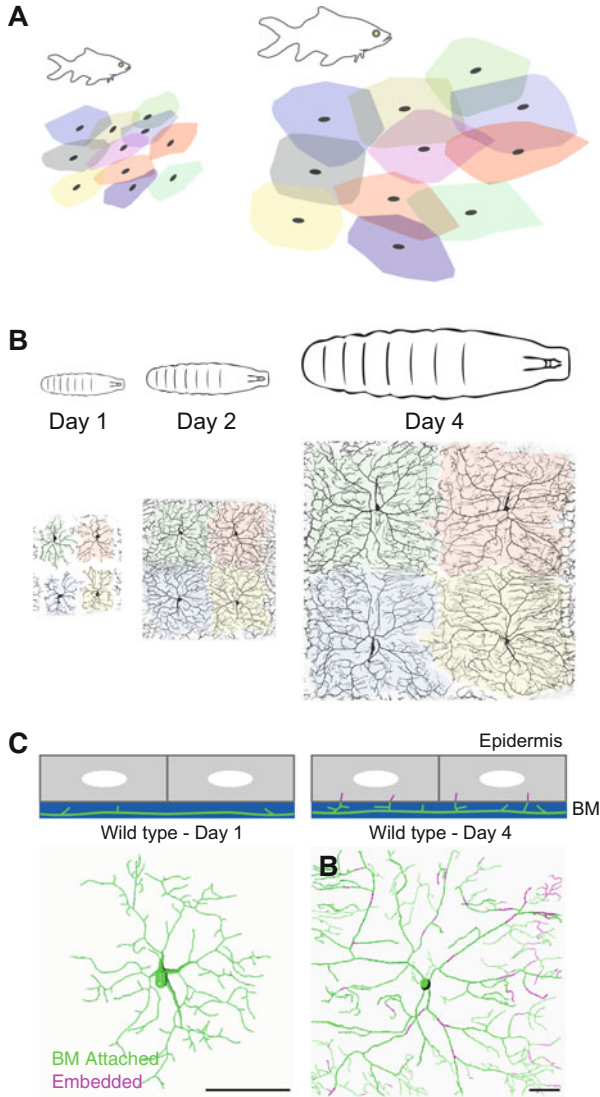 A
B
Day 1
Day 2
Day 4
C
Epidermis
BM
Wild type - Day 1
Wild type - Day 4
B
BM Attached
Embedded